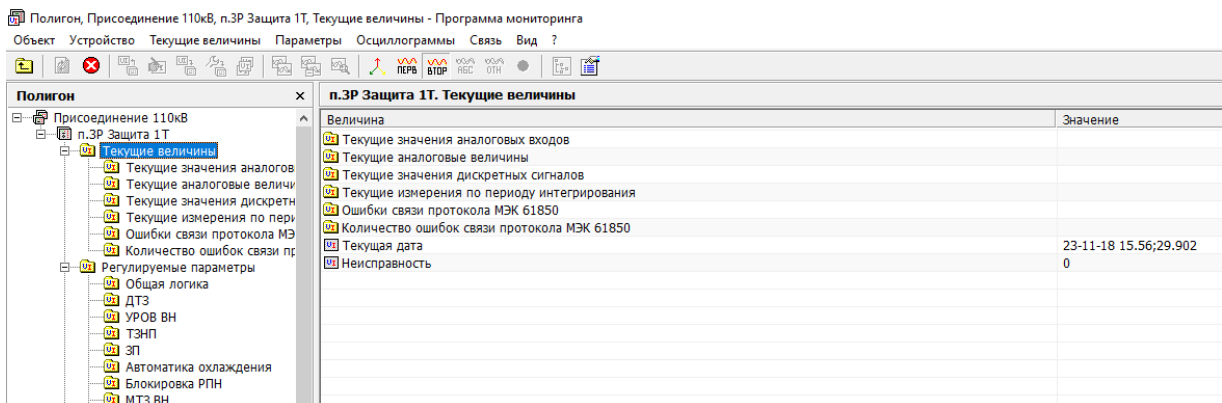 Полигон, Присоединение 110кВ, п.3Р Защита 1Т, Текущие величины - Программа мониторинга
Объект Устройство Текущие величины Параметры Осциллограммы Связь Вид ?
ПЕРВ ВТОР АБС ОТН
Полигон
Присоединение 110кВ
п.3Р Защита 1Т
Текущие величины
Текущие значения аналогов
Текущие аналоговые величи
Текущие значения дискретн
Текущие измерения по пери
Ошибки связи протокола МЭ
Количество ошибок связи пр
Регулируемые параметры
Общая логика
ДТЗ
УРОВ ВН
ТЗНП
ЗП
Автоматика охлаждения
Блокировка РПН
МТЗ ВН
п.3Р Защита 1Т. Текущие величины
Величина Значение
Текущие значения аналоговых входов
Текущие аналоговые величины
Текущие значения дискретных сигналов
Текущие измерения по периоду интегрирования
Ошибки связи протокола МЭК 61850
Количество ошибок связи протокола МЭК 61850
Текущая дата 23-11-18 15.56;29.902
Неисправность 0